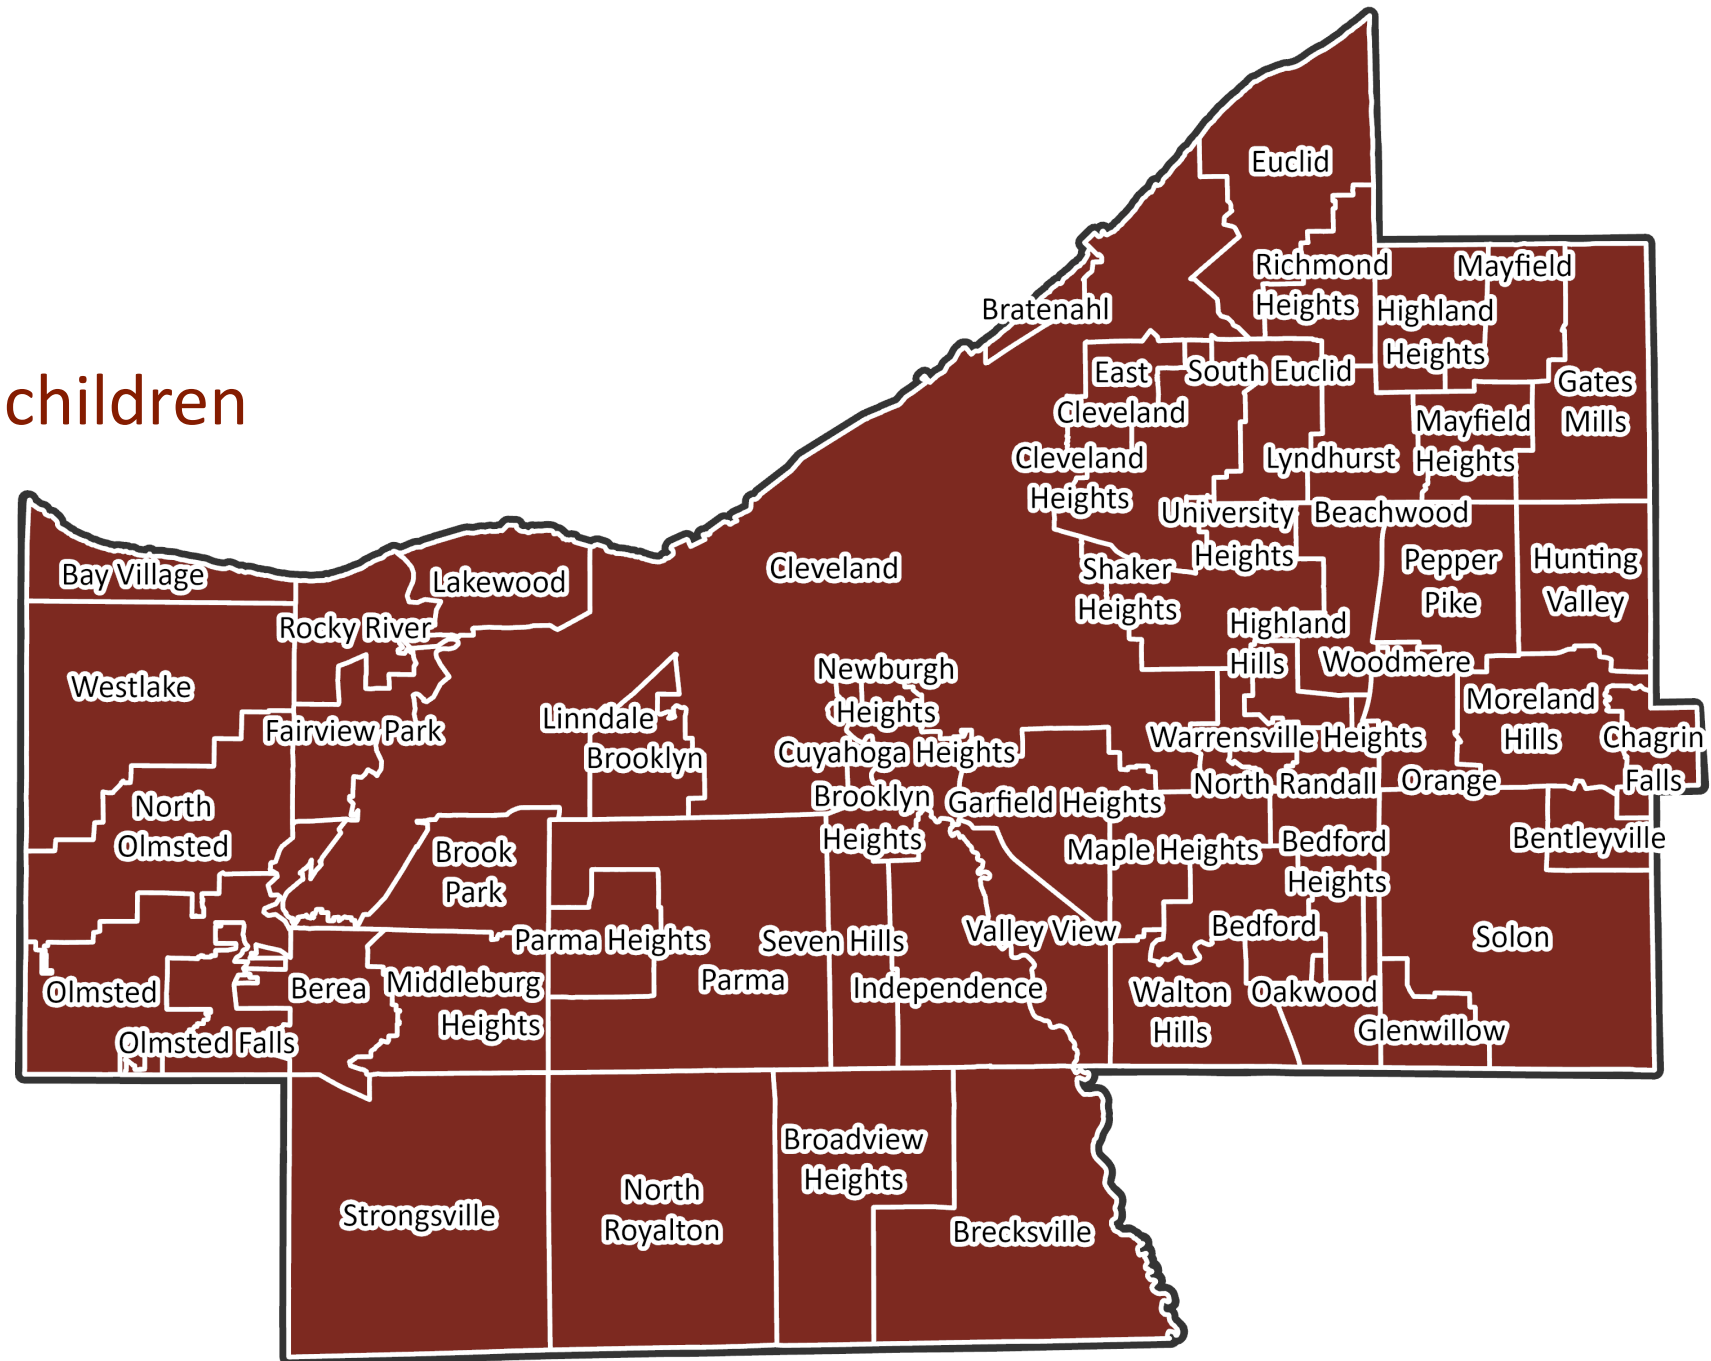 Euclid
Richmond
Heights
Mayfield
Highland
Heights
Bratenahl
East
Cleveland
South Euclid
Gates
Mills
children
Cleveland
Heights
Lyndhurst
Mayfield
Heights
University
Heights
Beachwood
Pepper
Pike
Hunting
Valley
Bay Village
Lakewood
Cleveland
Shaker
Heights
Rocky River
Highland
Hills
Woodmere
Westlake
Newburgh
Heights
Moreland
Hills
Linndale
Fairview Park
Brooklyn
Cuyahoga Heights
Warrensville Heights
Chagrin
Falls
North Randall
Orange
North
Olmsted
Brooklyn
Heights
Garfield Heights
Brook
Park
Maple Heights
Bedford
Heights
Bentleyville
Parma Heights
Seven Hills
Valley View
Bedford
Solon
Olmsted
Berea
Middleburg
Heights
Parma
Independence
Walton
Hills
Oakwood
Olmsted Falls
Glenwillow
Broadview
Heights
Strongsville
North
Royalton
Brecksville